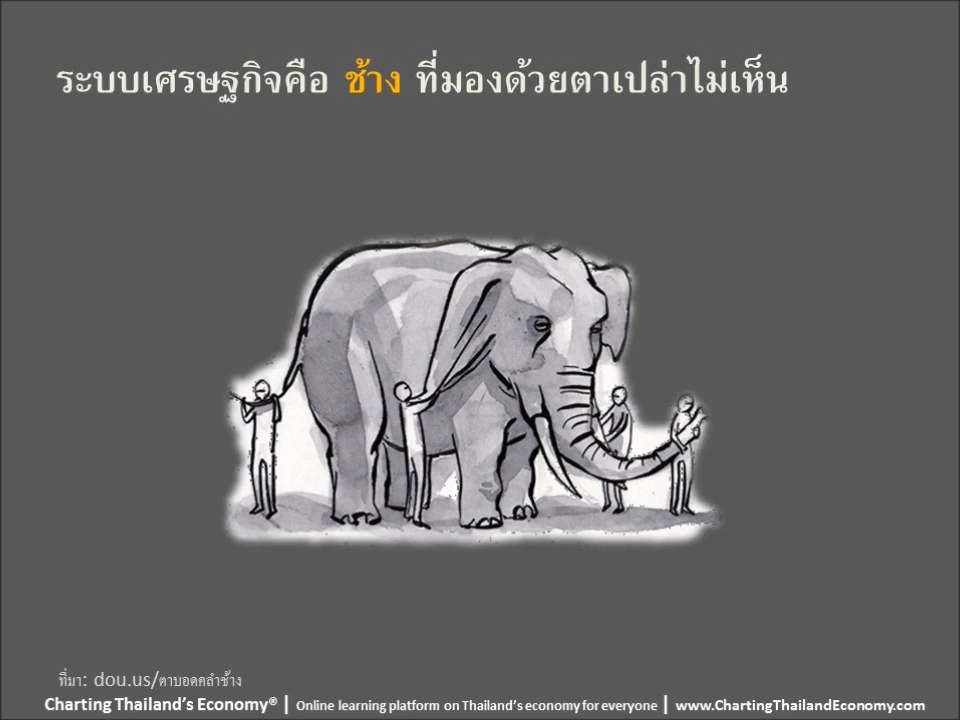 ระบบเศรษฐกิจคือ ช้าง ที่มองด้วยตาเปล่าไม่เห็น
ที่มา: dou.us/ตาบอดคลำช้าง
Charting Thailand's Economy® | Online learning platform on Thailand's economy for everyone | www.ChartingThailandEconomy.com